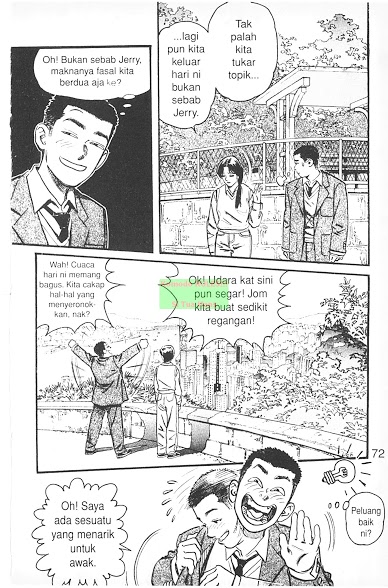 Tak
palah
kita
tukar
topik...
...lagi
pun kita
keluar
hari ni
bukan
sebab
Jerry.
Oh! Bukan sebab Jerry,
maknanya fasal kita
berdua aja ke?
Wah! Cuaca
hari ni memang
bagus. Kita cakap
hal-hal yang
menyeronok-
kan, nak?
Ok! Udara kat sini
pun segar! Jom
kita buat sedikit
regangan!
72
Peluang
baik
ni?
Oh! Saya
ada sesuatu
yang menarik
untuk
awak.